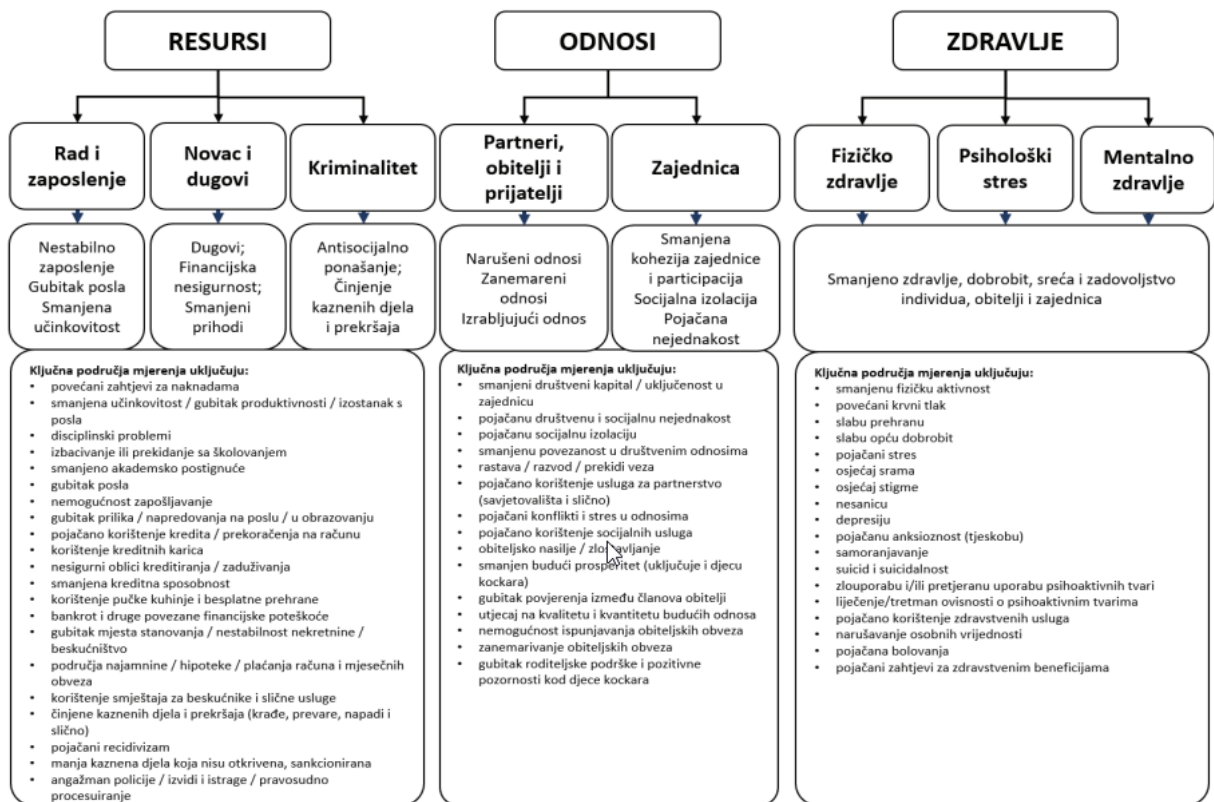 RESURSI
ODNOSI
ZDRAVLJE
Rad i
zaposlenje
Novac i
dugovi
Kriminalitet
Partneri,
obitelji i
prijatelji
Zajednica
Fizičko
zdravlje
Psihološki
stres
Mentalno
zdravlje
Nestabilno
zaposlenje
Gubitak posla
Smanjena
učinkovitost
Dugovi;
Financijska
nesigurnost;
Smanjeni
prihodi
Antisocijalno
ponašanje;
Činjenje
kaznenih djela
i prekršaja
Narušeni odnosi
Zanemareni
odnosi
Izrabljujući odnos
Smanjena
kohezija zajednice
i participacija
Socijalna izolacija
Pojačana
nejednakost
Smanjeno zdravlje, dobrobit, sreća i zadovoljstvo
individua, obitelji i zajednica
Ključna područja mjerenja uključuju:
• povećani zahtjevi za naknadama
• smanjena učinkovitost / gubitak produktivnosti / izostanak s
posla
• disciplinski problemi
• izbacivanje ili prekidanje sa školovanjem
• smanjeno akademsko postignuće
• gubitak posla
• nemogućnost zapošljavanje
• gubitak prilika / napredovanja na poslu / u obrazovanju
• pojačano korištenje kredita / prekoračenja na računu
• korištenje kreditnih karica
• nesigurni oblici kreditiranja / zaduživanja
• smanjena kreditna sposobnost
• korištenje pučke kuhinje i besplatne prehrane
• bankrot i druge povezane financijske poteškoće
• gubitak mjesta stanovanja / nestabilnost nekretnine /
beskućništvo
• područja najamnine / hipoteke / plaćanja računa i mjesečnih
obveza
• korištenje smještaja za beskućnike i slične usluge
• činjene kaznenih djela i prekršaja (krađe, prevare, napadi i
slično)
• pojačani recidivizam
• manja kaznena djela koja nisu otkrivena, sankcionirana
• angažman policije / izvidi i istrage / pravosudno
procesuiranje
Ključna područja mjerenja uključuju:
• smanjeni društveni kapital / uključenost u
zajednicu
• pojačanu društvenu i socijalnu nejednakost
• pojačanu socijalnu izolaciju
• smanjenu povezanost u društvenim odnosima
• rastava / razvod / prekidi veza
• pojačano korištenje usluga za partnerstvo
(savjetovališta i slično)
• pojačani konflikti i stres u odnosima
• pojačano korištenje socijalnih usluga
• obiteljsko nasilje / zlostavljanje
• smanjen budući prosperitet (uključuje i djecu
kockara)
• gubitak povjerenja između članova obitelji
• utjecaj na kvalitetu i kvantitetu budućih odnosa
• nemogućnost ispunjavanja obiteljskih obveza
• zanemarivanje obiteljskih obveza
• gubitak roditeljske podrške i pozitivne
pozornosti kod djece kockara
Ključna područja mjerenja uključuju:
• smanjenu fizičku aktivnost
• povećani krvni tlak
• slabu prehranu
• slabu opću dobrobit
• pojačani stres
• osjećaj srama
• osjećaj stigme
• nesanicu
• depresiju
• pojačanu anksioznost (tjeskobu)
• samoranjavanje
• suicid i suicidalnost
• zlouporabu i/ili pretjeranu uporabu psihoaktivnih tvari
• liječenje/tretman ovisnosti o psihoaktivnim tvarima
• pojačano korištenje zdravstvenih usluga
• narušavanje osobnih vrijednosti
• pojačana bolovanja
• pojačani zahtjevi za zdravstvenim beneficijama